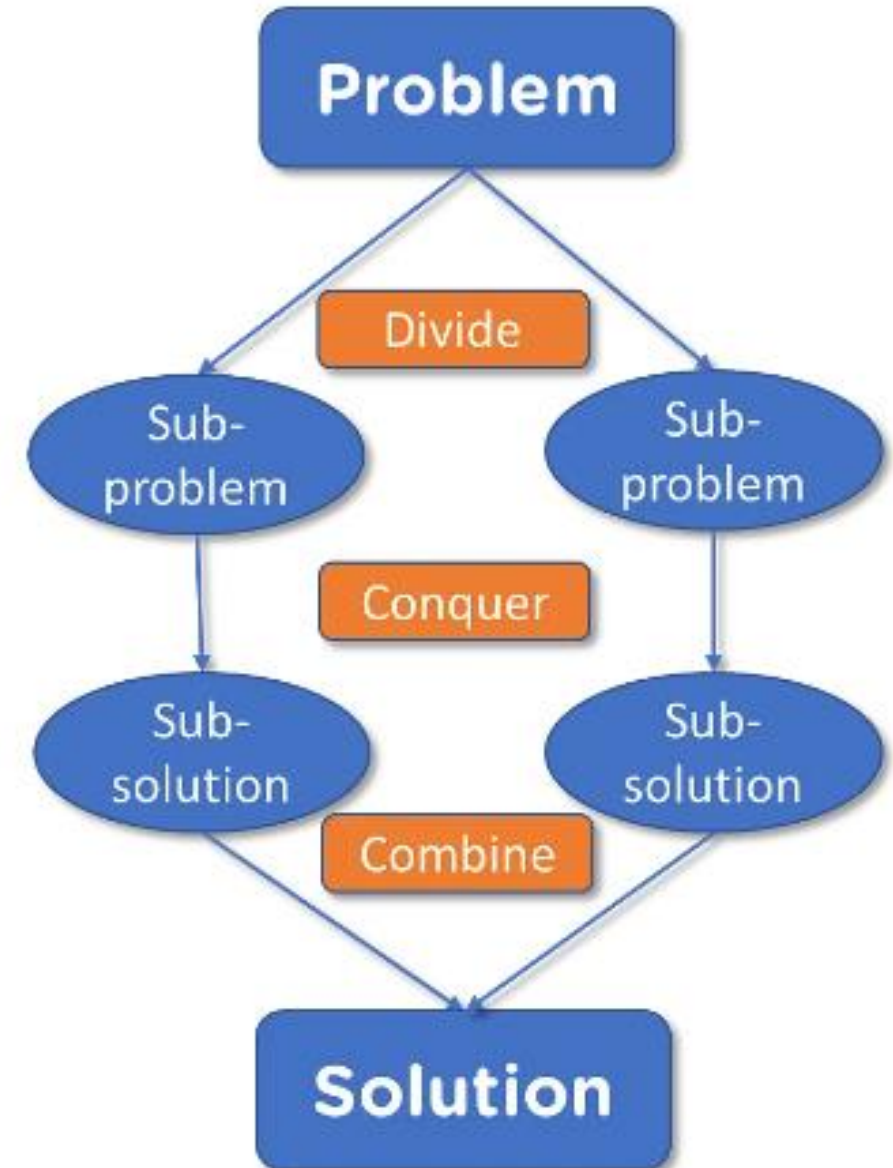 Problem
Divide
Sub-
problem
Sub-
problem
Conquer
Sub-
solution
Sub-
solution
Combine
Solution